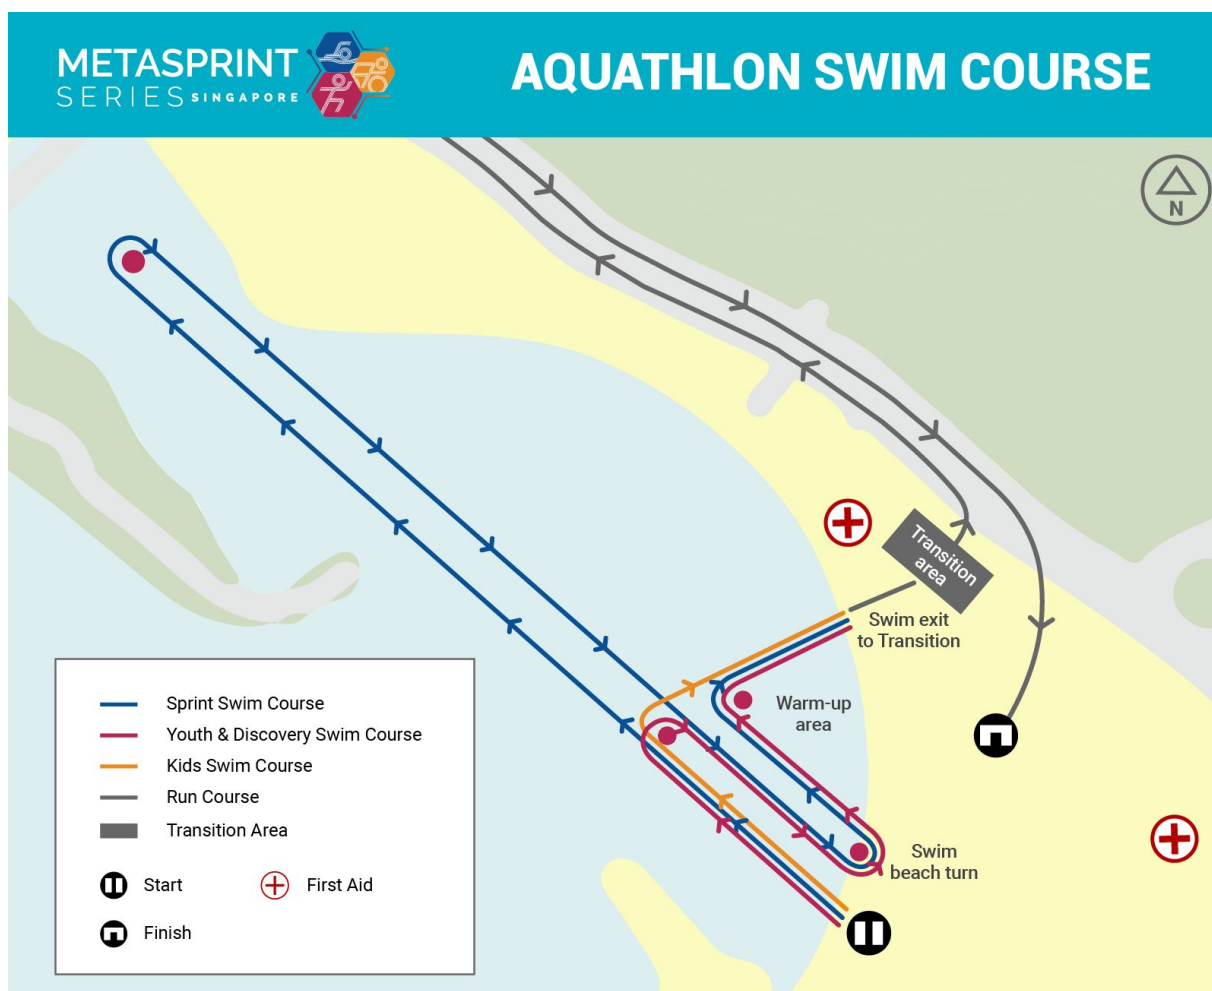 METASPRINT
SERIES SINGAPORE
AQUATHLON SWIM COURSE
N
Transition
area
Swim exit
to Transition
Warm-up
area
Swim
beach turn
Sprint Swim Course
Youth & Discovery Swim Course
Kids Swim Course
Run Course
Transition Area
Start
First Aid
Finish